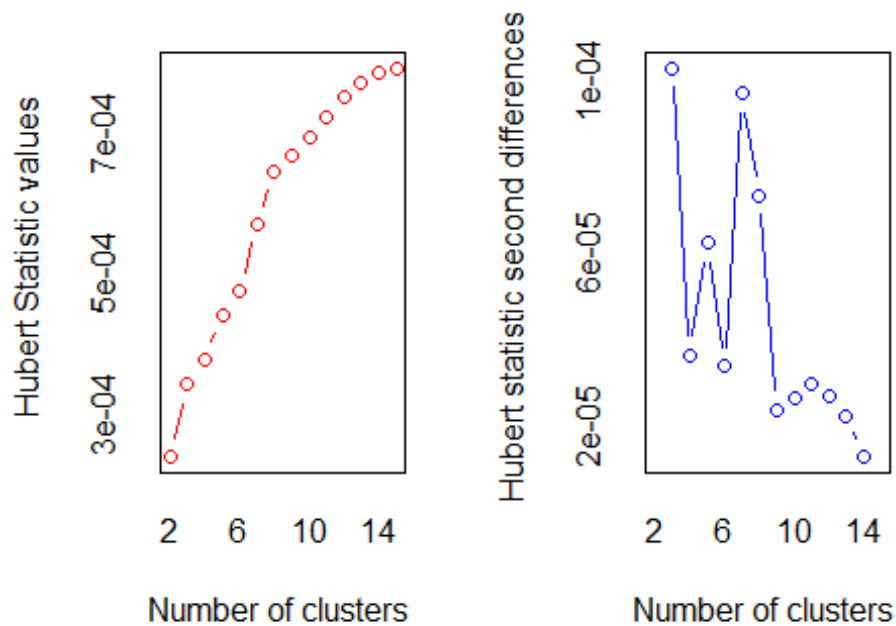 Hubert Statistic values
7e-04
5e-04
3e-04
2 6 10 14
Number of clusters
Hubert statistic second differences
1e-04
6e-05
2e-05
2 6 10 14
Number of clusters